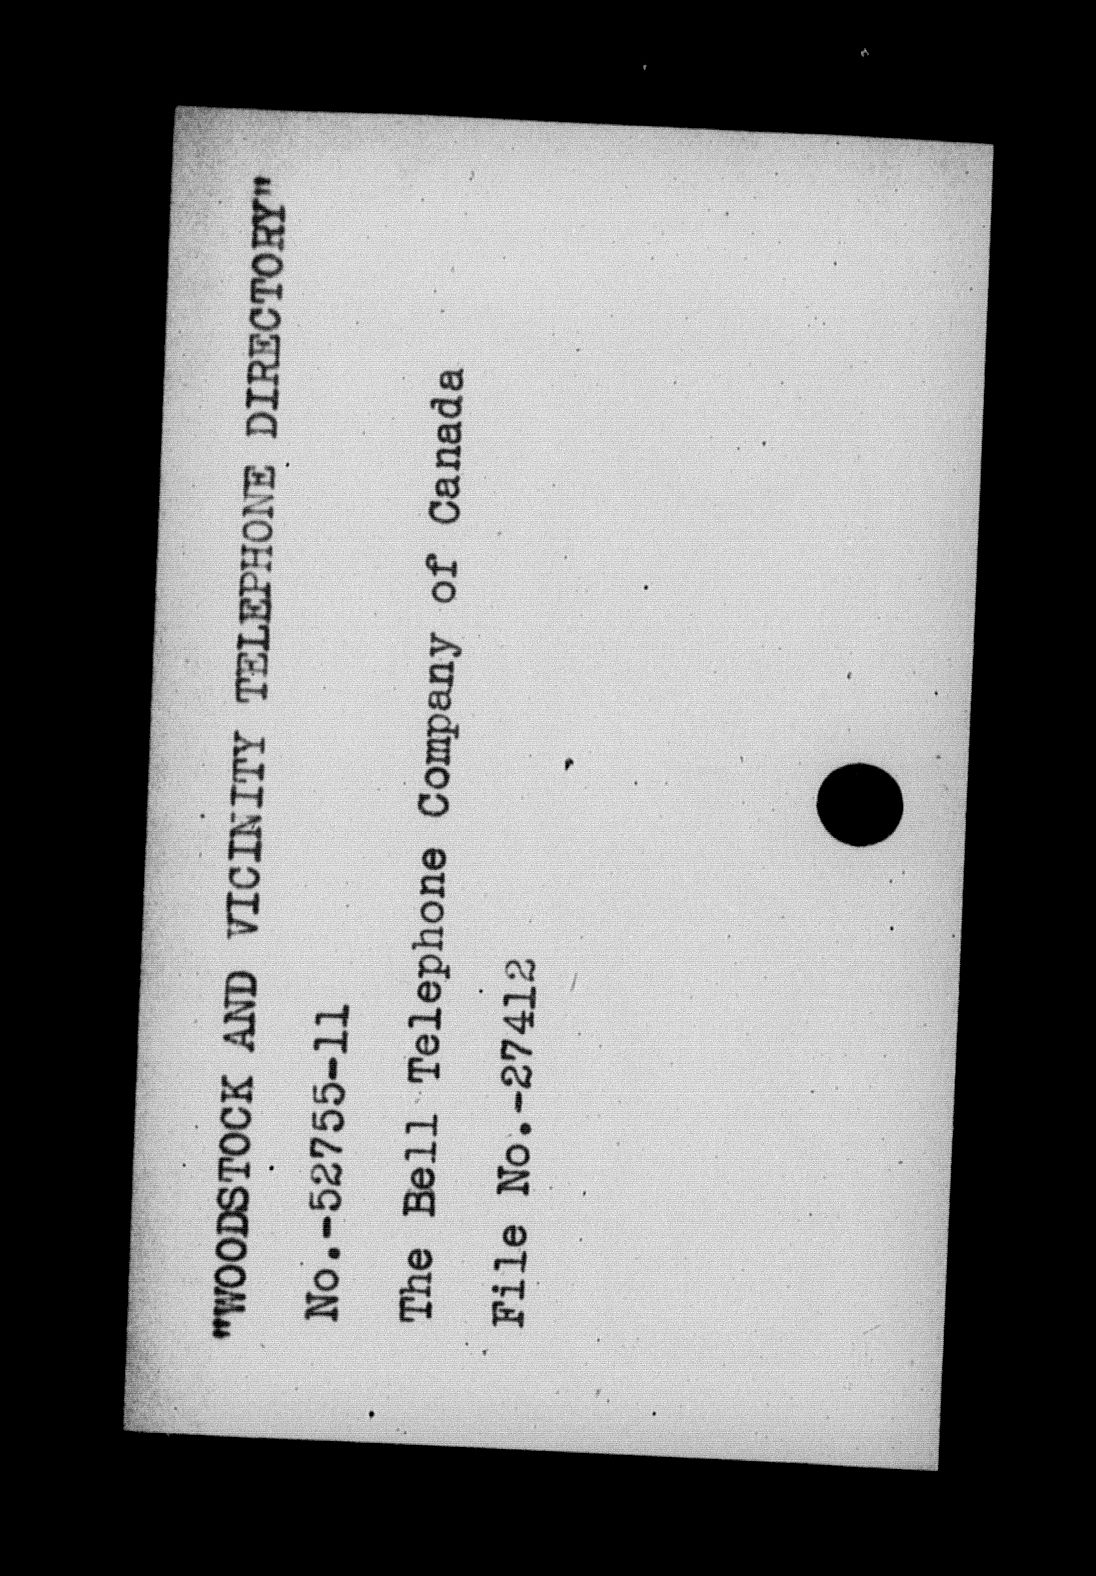 "WOODSTOCK AND VICINITY TELEPHONE DIRECTORY"
No.-52755-11
The Bell Telephone Company of Canada
File No.-27412